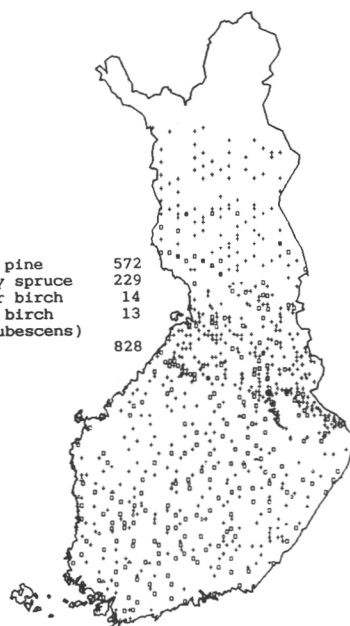 pine 572
spruce 229
birch 14
birch 13
ubescens)
828